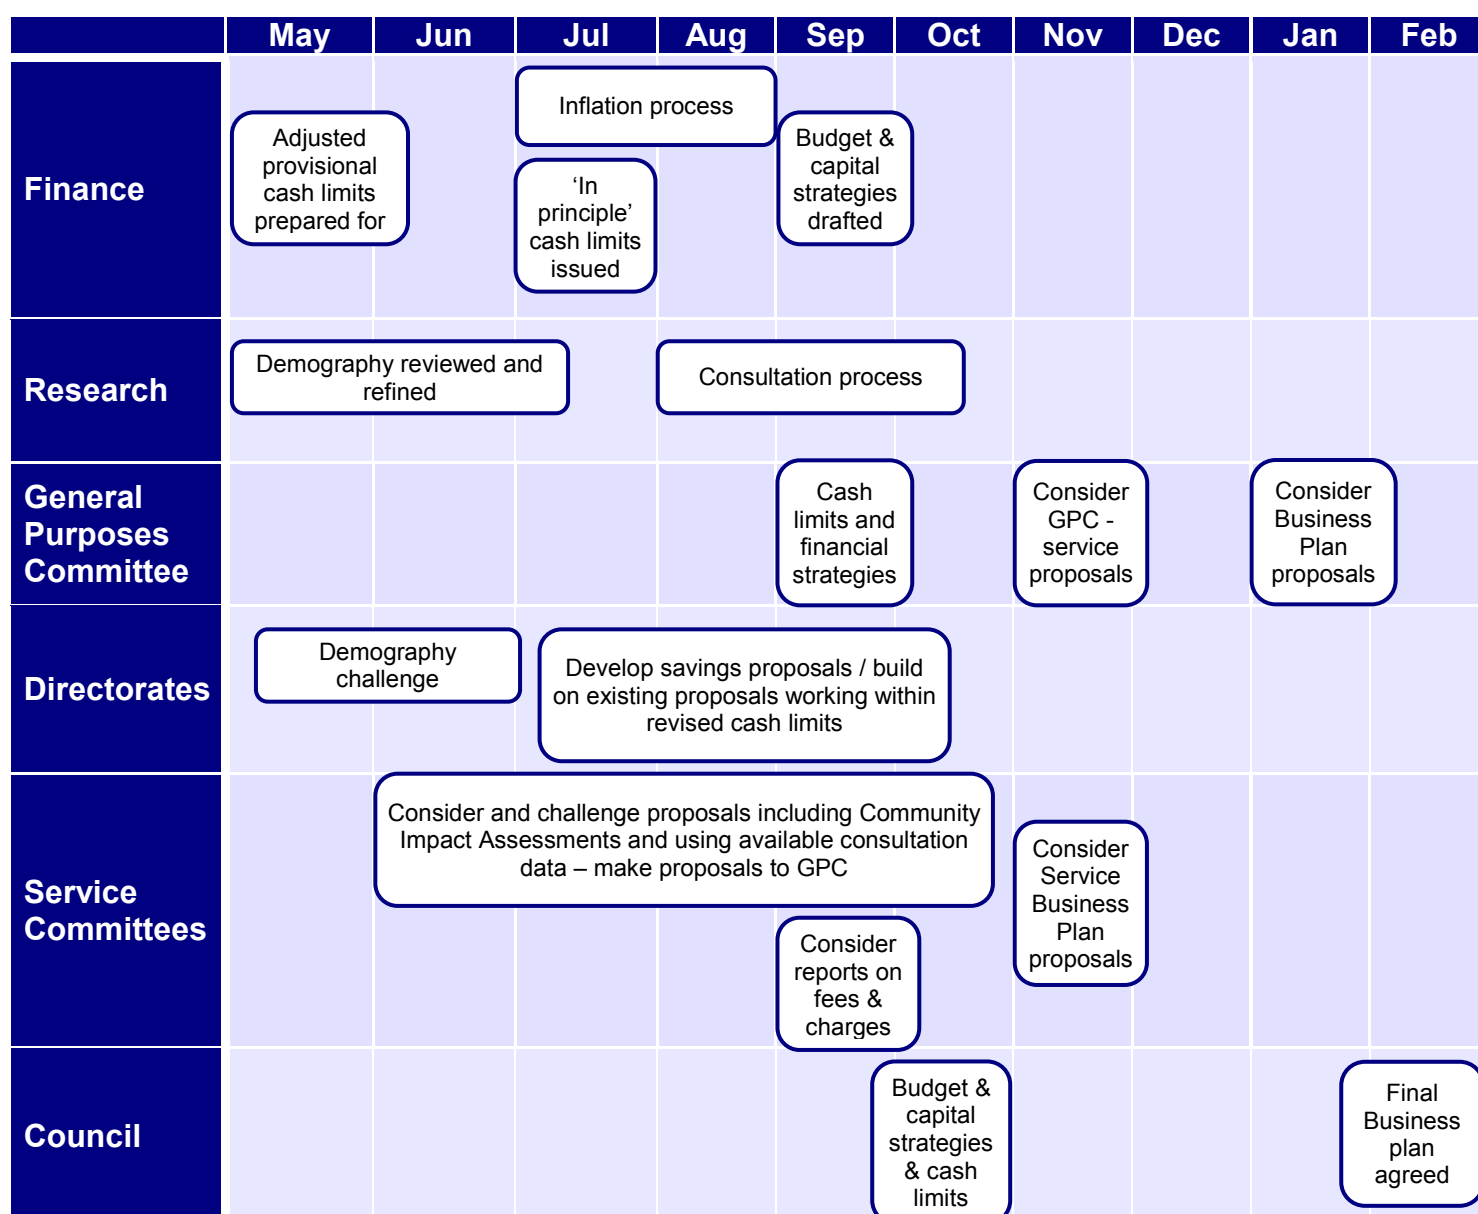 May Jun Jul Aug Sep Oct Nov Dec Jan Feb
Finance
Adjusted
provisional
cash limits
prepared for
Inflation process
‘In
principle’
cash limits
issued
Budget &
capital
strategies
drafted
Research
Demography reviewed and
refined
Consultation process
General
Purposes
Committee
Cash
limits and
financial
strategies
Consider
GPC -
service
proposals
Consider
Business
Plan
proposals
Directorates
Demography
challenge
Develop savings proposals / build
on existing proposals working within
revised cash limits
Service
Committees
Consider and challenge proposals including Community
Impact Assessments and using available consultation
data – make proposals to GPC
Consider
reports on
fees &
charges
Consider
Service
Business
Plan
proposals
Council
Budget &
capital
strategies
& cash
limits
Final
Business
plan
agreed